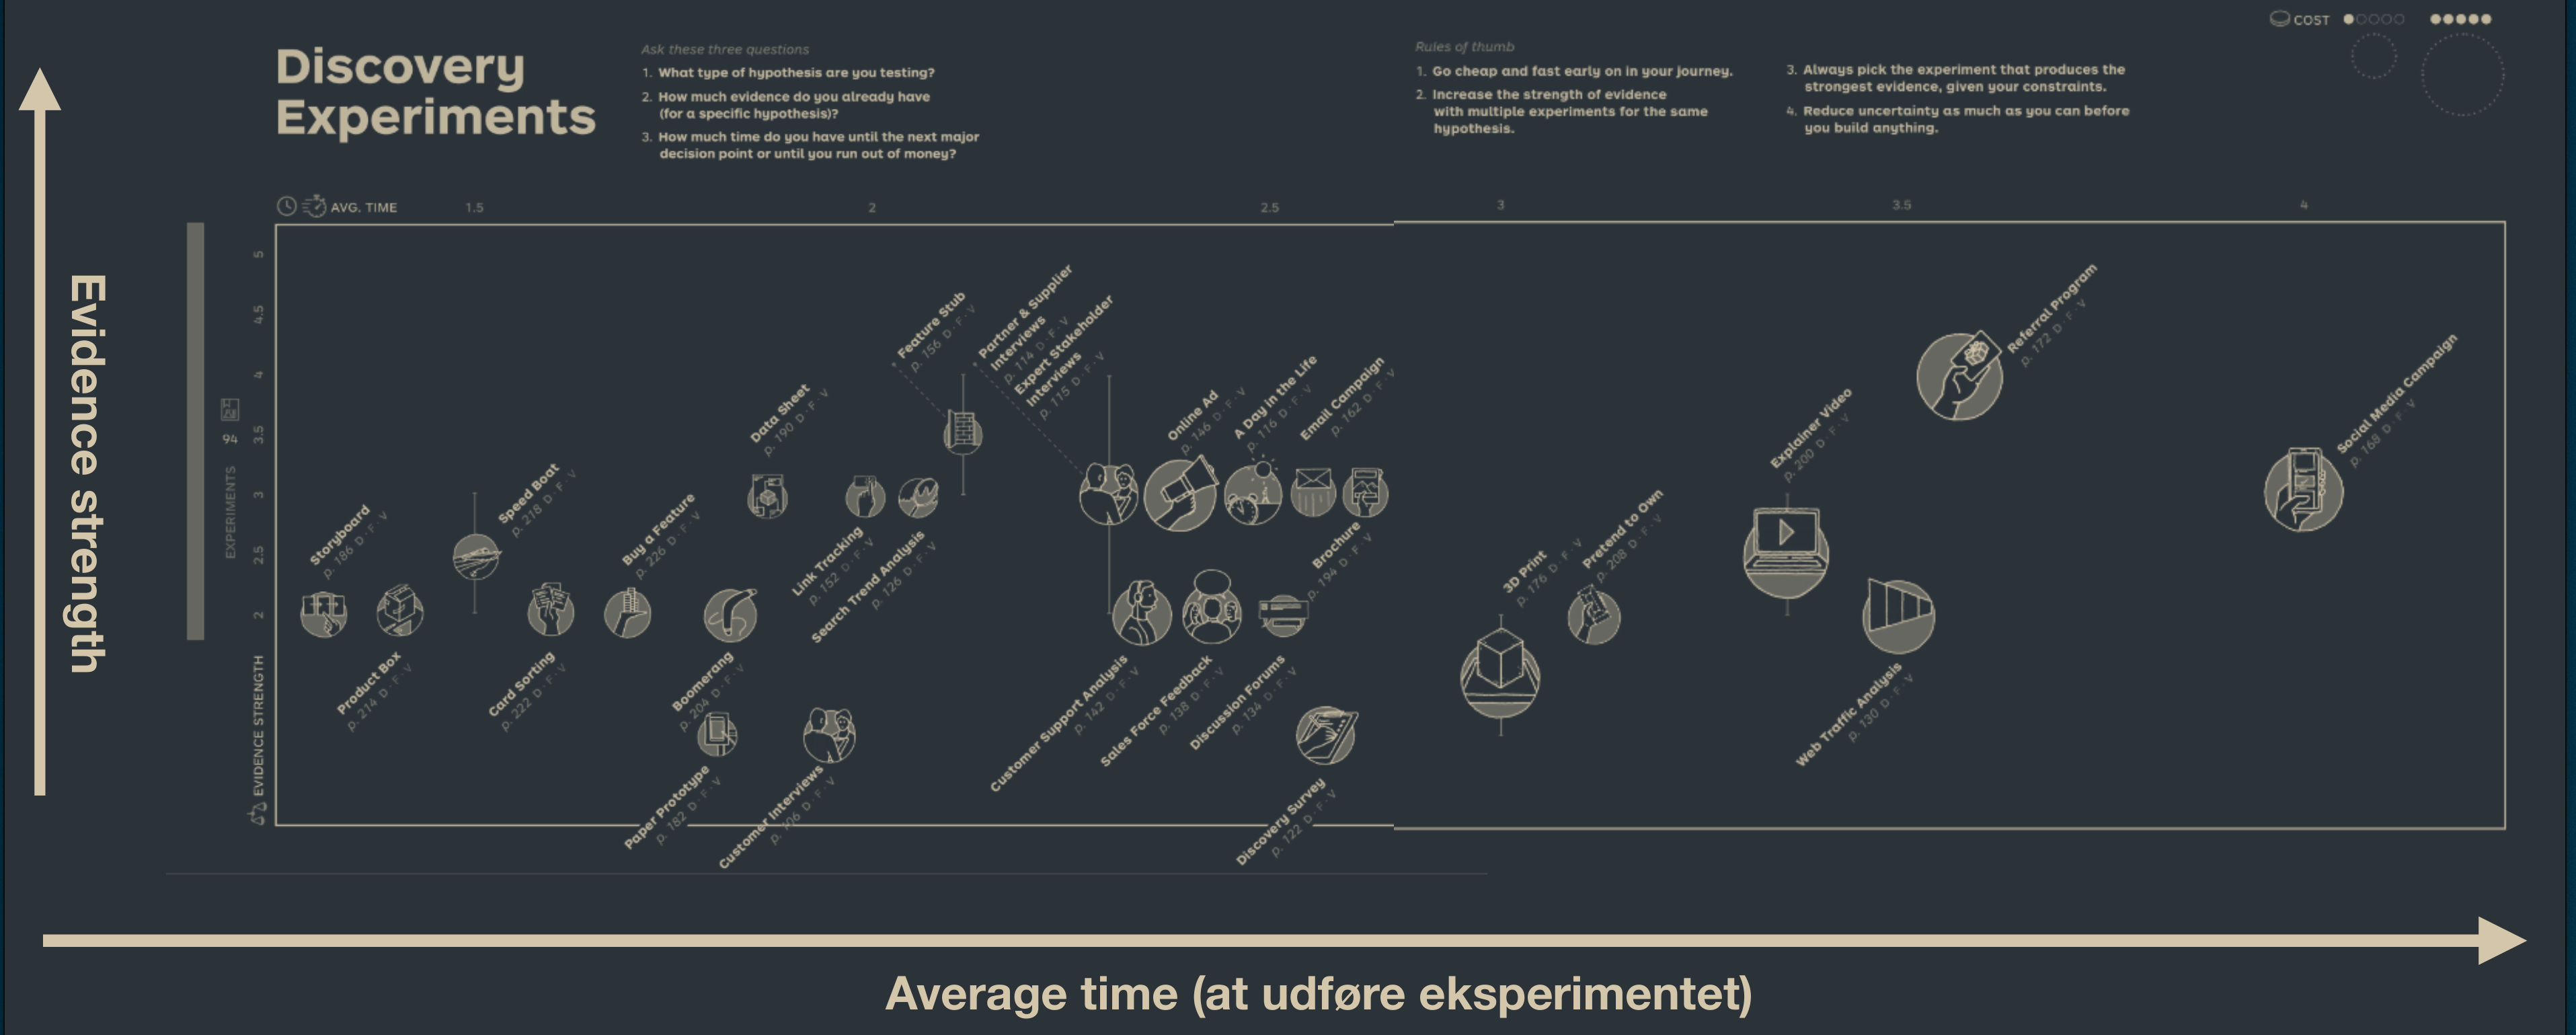 COST
Discovery
Experiments
Ask these three questions
1. What type of hypothesis are you testing?
2. How much evidence do you already have
(for a specific hypothesis)?
3. How much time do you have until the next major
decision point or until you run out of money?
Rules of thumb
1. Go cheap and fast early on in your journey.
2. Increase the strength of evidence
with multiple experiments for the same
hypothesis.
3. Always pick the experiment that produces the
strongest evidence, given your constraints.
4. Reduce uncertainty as much as you can before
you build anything.
AVG. TIME
1.5
2
2.5
3
3.5
4
Evidence strength
EXPERIMENTS
94
EVIDENCE STRENGTH
5
4.5
4
3.5
3
2.5
2
Storyboard
p. 186 D · F · V
Product Box
p. 214 D · F · V
Speed Boat
p. 218 D · F · V
Card Sorting
p. 222 D · F · V
Buy a Feature
p. 226 D · F · V
Boomerang
p. 204 D · F · V
Paper Prototype
p. 182 D · F · V
Data Sheet
p. 190 D · F · V
Customer Interviews
p. 106 D · F · V
Link Tracking
p. 152 D · F · V
Search Trend Analysis
p. 126 D · F · V
Feature Stub
p. 156 D · F · V
Partner & Supplier
Interviews
p. 114 D · F · V
Expert Stakeholder
Interviews
p. 115 D · F · V
Online Ad
p. 146 D · F · V
A Day in the Life
p. 116 D · F · V
Email Campaign
p. 162 D · F · V
Brochure
p. 194 D · F · V
Customer Support Analysis
p. 142 D · F · V
Sales Force Feedback
p. 138 D · F · V
Discussion Forums
p. 134 D · F · V
Discovery Survey
p. 122 D · F · V
3D Print
p. 176 D · F · V
Pretend to Own
p. 208 D · F · V
Explainer Video
p. 200 D · F · V
Web Traffic Analysis
p. 130 D · F · V
Referral Program
p. 172 D · F · V
Social Media Campaign
p. 168 D · F · V
Average time (at udføre eksperimentet)